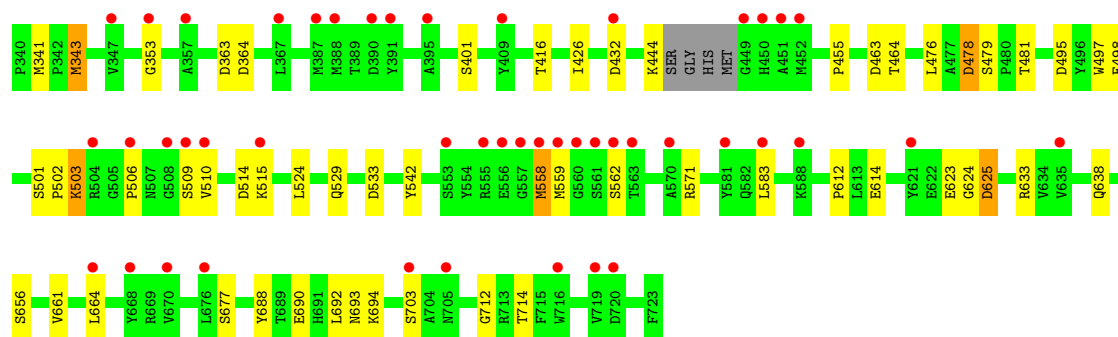 P340 M341 P342 M343 V347 G353 A357 D363 D364 L367 M387 M388 T389 D390 Y391 A395 S401 Y409 T416 I426 D432 K444 SER GLY HIS MET G449 H450 A451 M452 P455 D463 T464 L476 A477 D478 S479 P480 T481 D495 Y496 W497
S501 P502 K503 R504 G505 P506 N507 G508 S509 V510 D514 K515 L524 Q529 D533 Y542 S553 Y554 R555 E556 G557 M558 M559 G560 S561 S562 T563 A570 R571 Y581 Q582 L583 K588 P612 L613 E614 Y621 E622 E623 G624 D625 R633 V634 V635 Q638
S656 V661 L664 Y668 R669 V670 L676 S677 Y688 T689 E690 H691 L692 N693 K694 S703 A704 N705 G712 R713 T714 F715 W716 V719 D720 F723